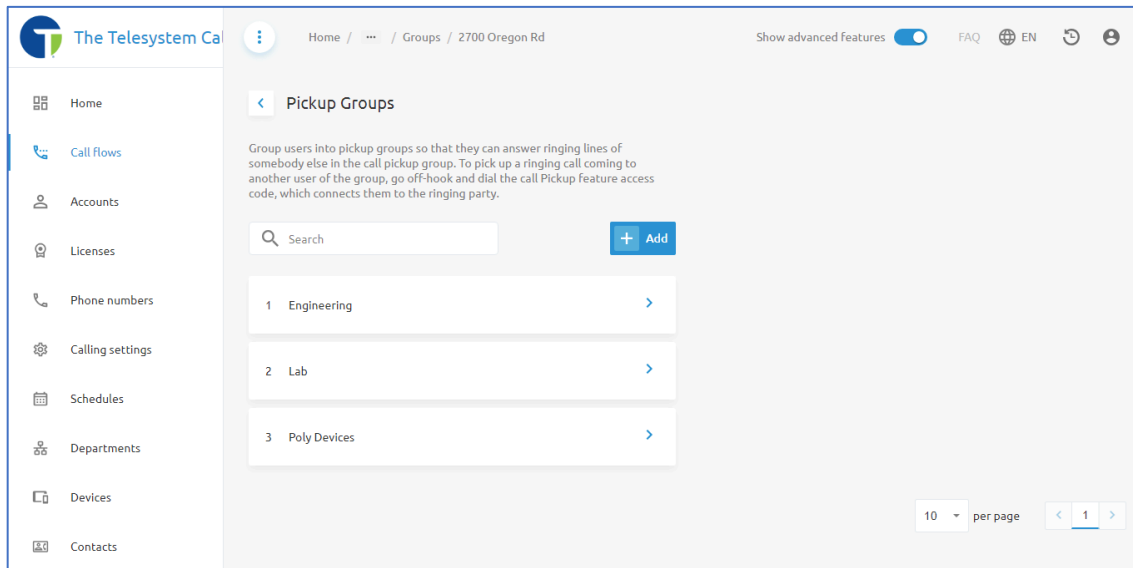 The Telesystem Cal
Home / ... / Groups / 2700 Oregon Rd
Show advanced features
FAQ
EN
Home
Call flows
Accounts
Licenses
Phone numbers
Calling settings
Schedules
Departments
Devices
Contacts
Pickup Groups
Group users into pickup groups so that they can answer ringing lines of
somebody else in the call pickup group. To pick up a ringing call coming to
another user of the group, go off-hook and dial the call Pickup feature access
code, which connects them to the ringing party.
Search
+ Add
1 Engineering
2 Lab
3 Poly Devices
10 per page
1